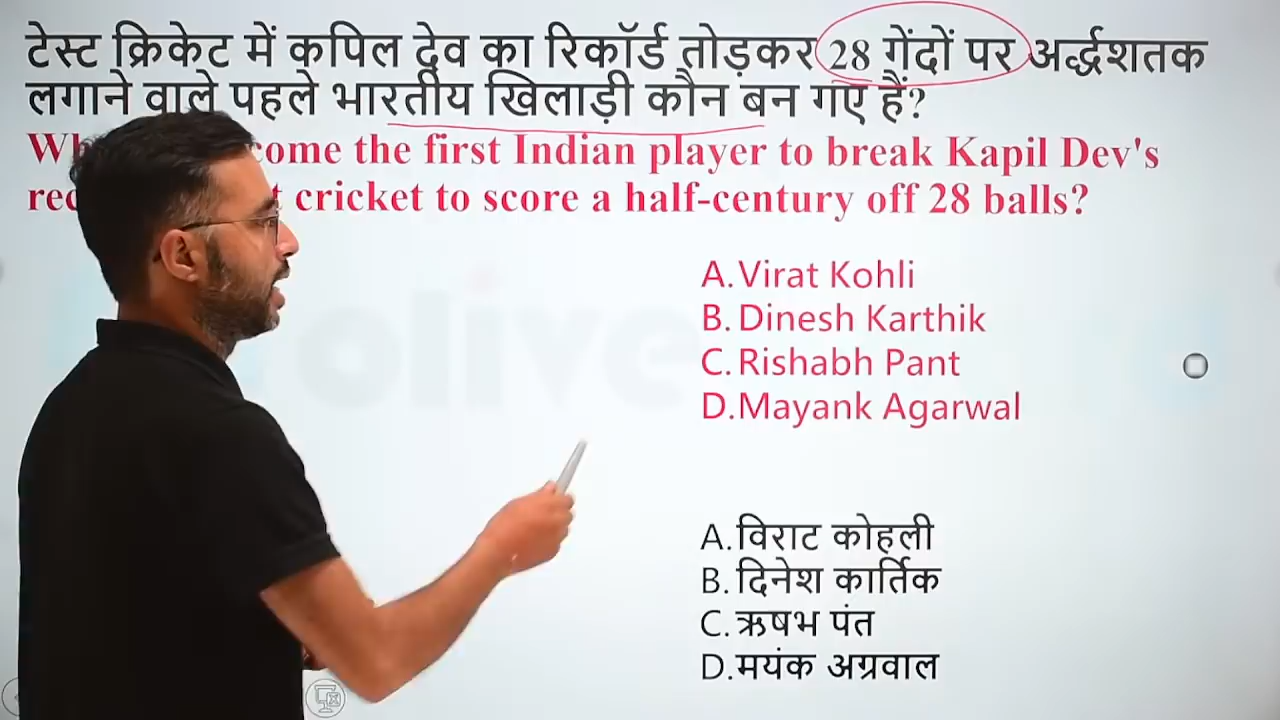 टेस्ट क्रिकेट में कपिल देव का रिकॉर्ड तोड़कर 28 गेंदों पर अर्द्धशतक
लगाने वाले पहले भारतीय खिलाड़ी कौन बन गए हैं?
come the first Indian player to break Kapil Dev's
cricket to score a half-century off 28 balls?
A. Virat Kohli
B. Dinesh Karthik
C. Rishabh Pant
D. Mayank Agarwal
A. विराट कोहली
B. दिनेश कार्तिक
C. ऋषभ पंत
D. मयंक अग्रवाल